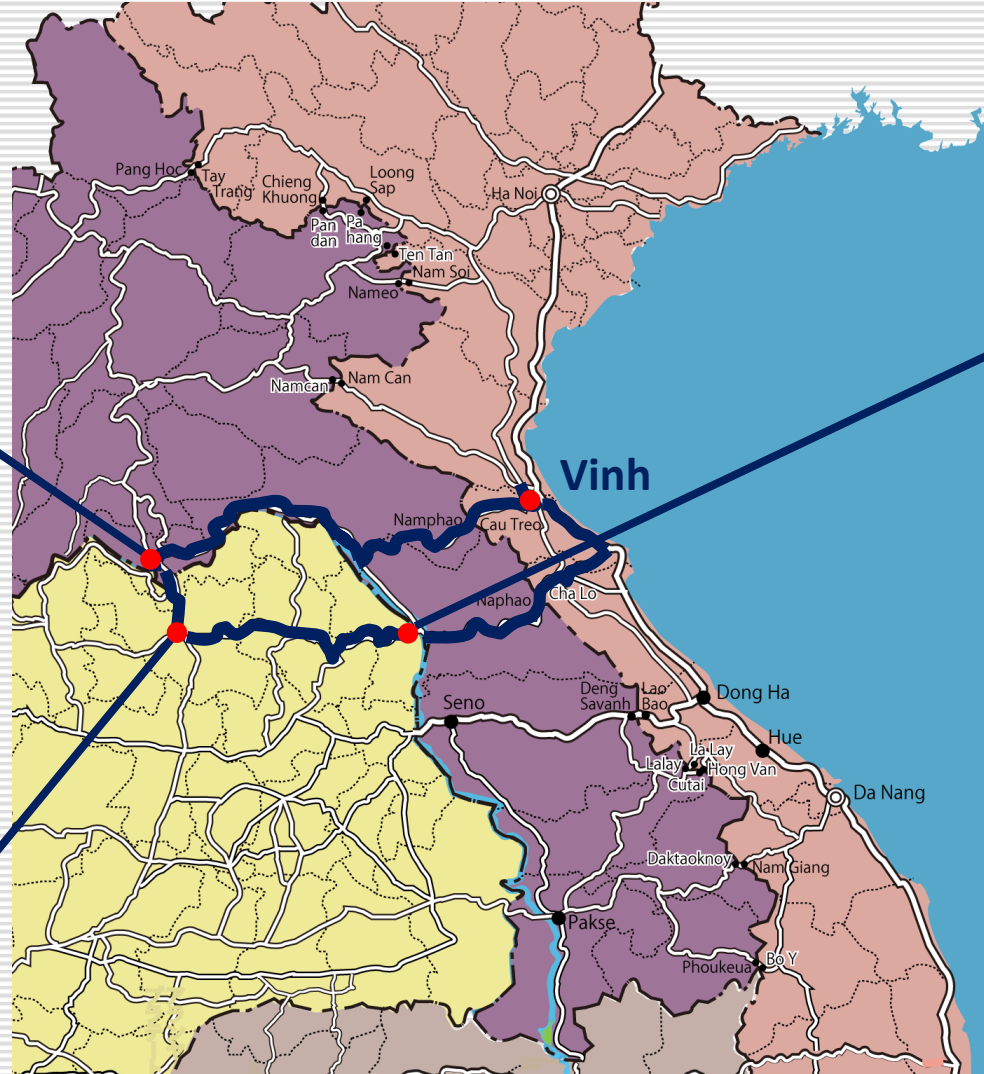 Pang Hoc
Tay
Trang
Chieng
Khuong
Loong
Sap
Ha Noi
Pan
dan
Pa
hang
Ten Tan
Nam Soi
Nameo
Namcan
Nam Can
Vinh
Namphao
Cau Treo
Naphao
Cha Lo
Deng
Savanh
Lao
Bao
Dong Ha
Seno
Hue
La Lay
Lalay
Hong Van
Cutai
Da Nang
Daktaoknoy
Nam Giang
Pakse
Phoukeua
Bo Y